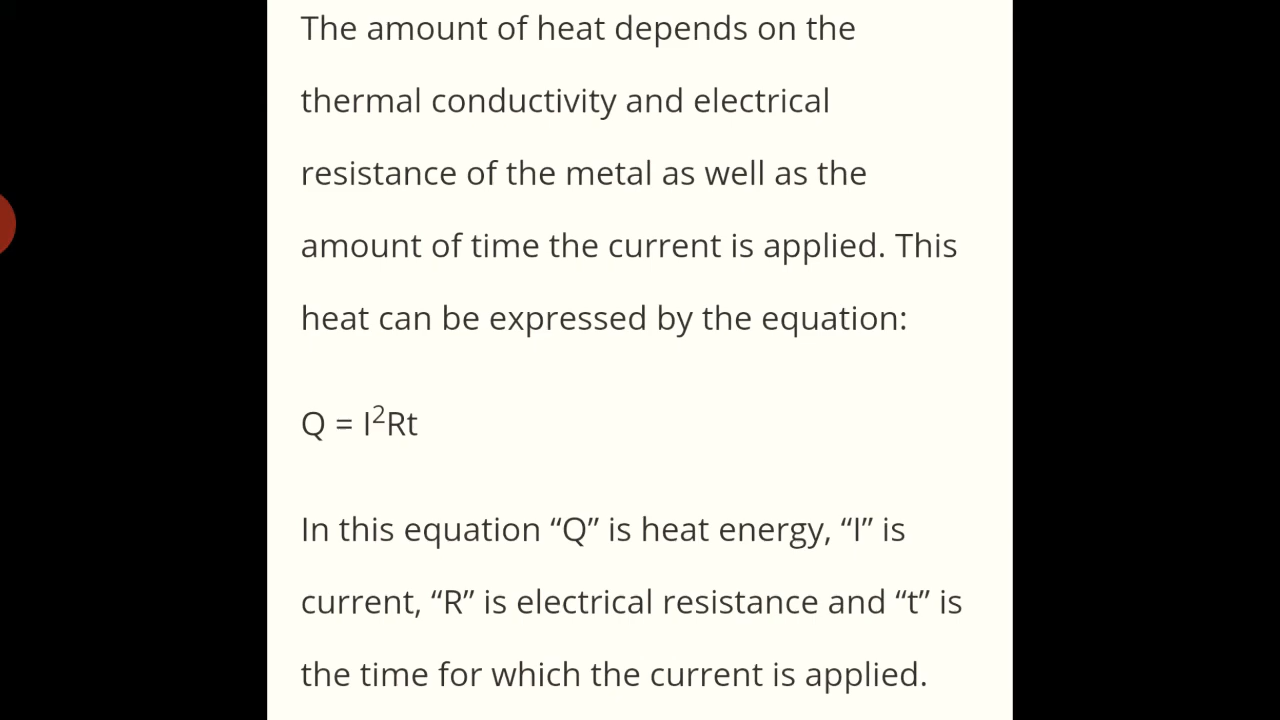 The amount of heat depends on the
thermal conductivity and electrical
resistance of the metal as well as the
amount of time the current is applied. This
heat can be expressed by the equation:
Q = I²Rt
In this equation “Q” is heat energy, “I” is
current, “R” is electrical resistance and “t” is
the time for which the current is applied.